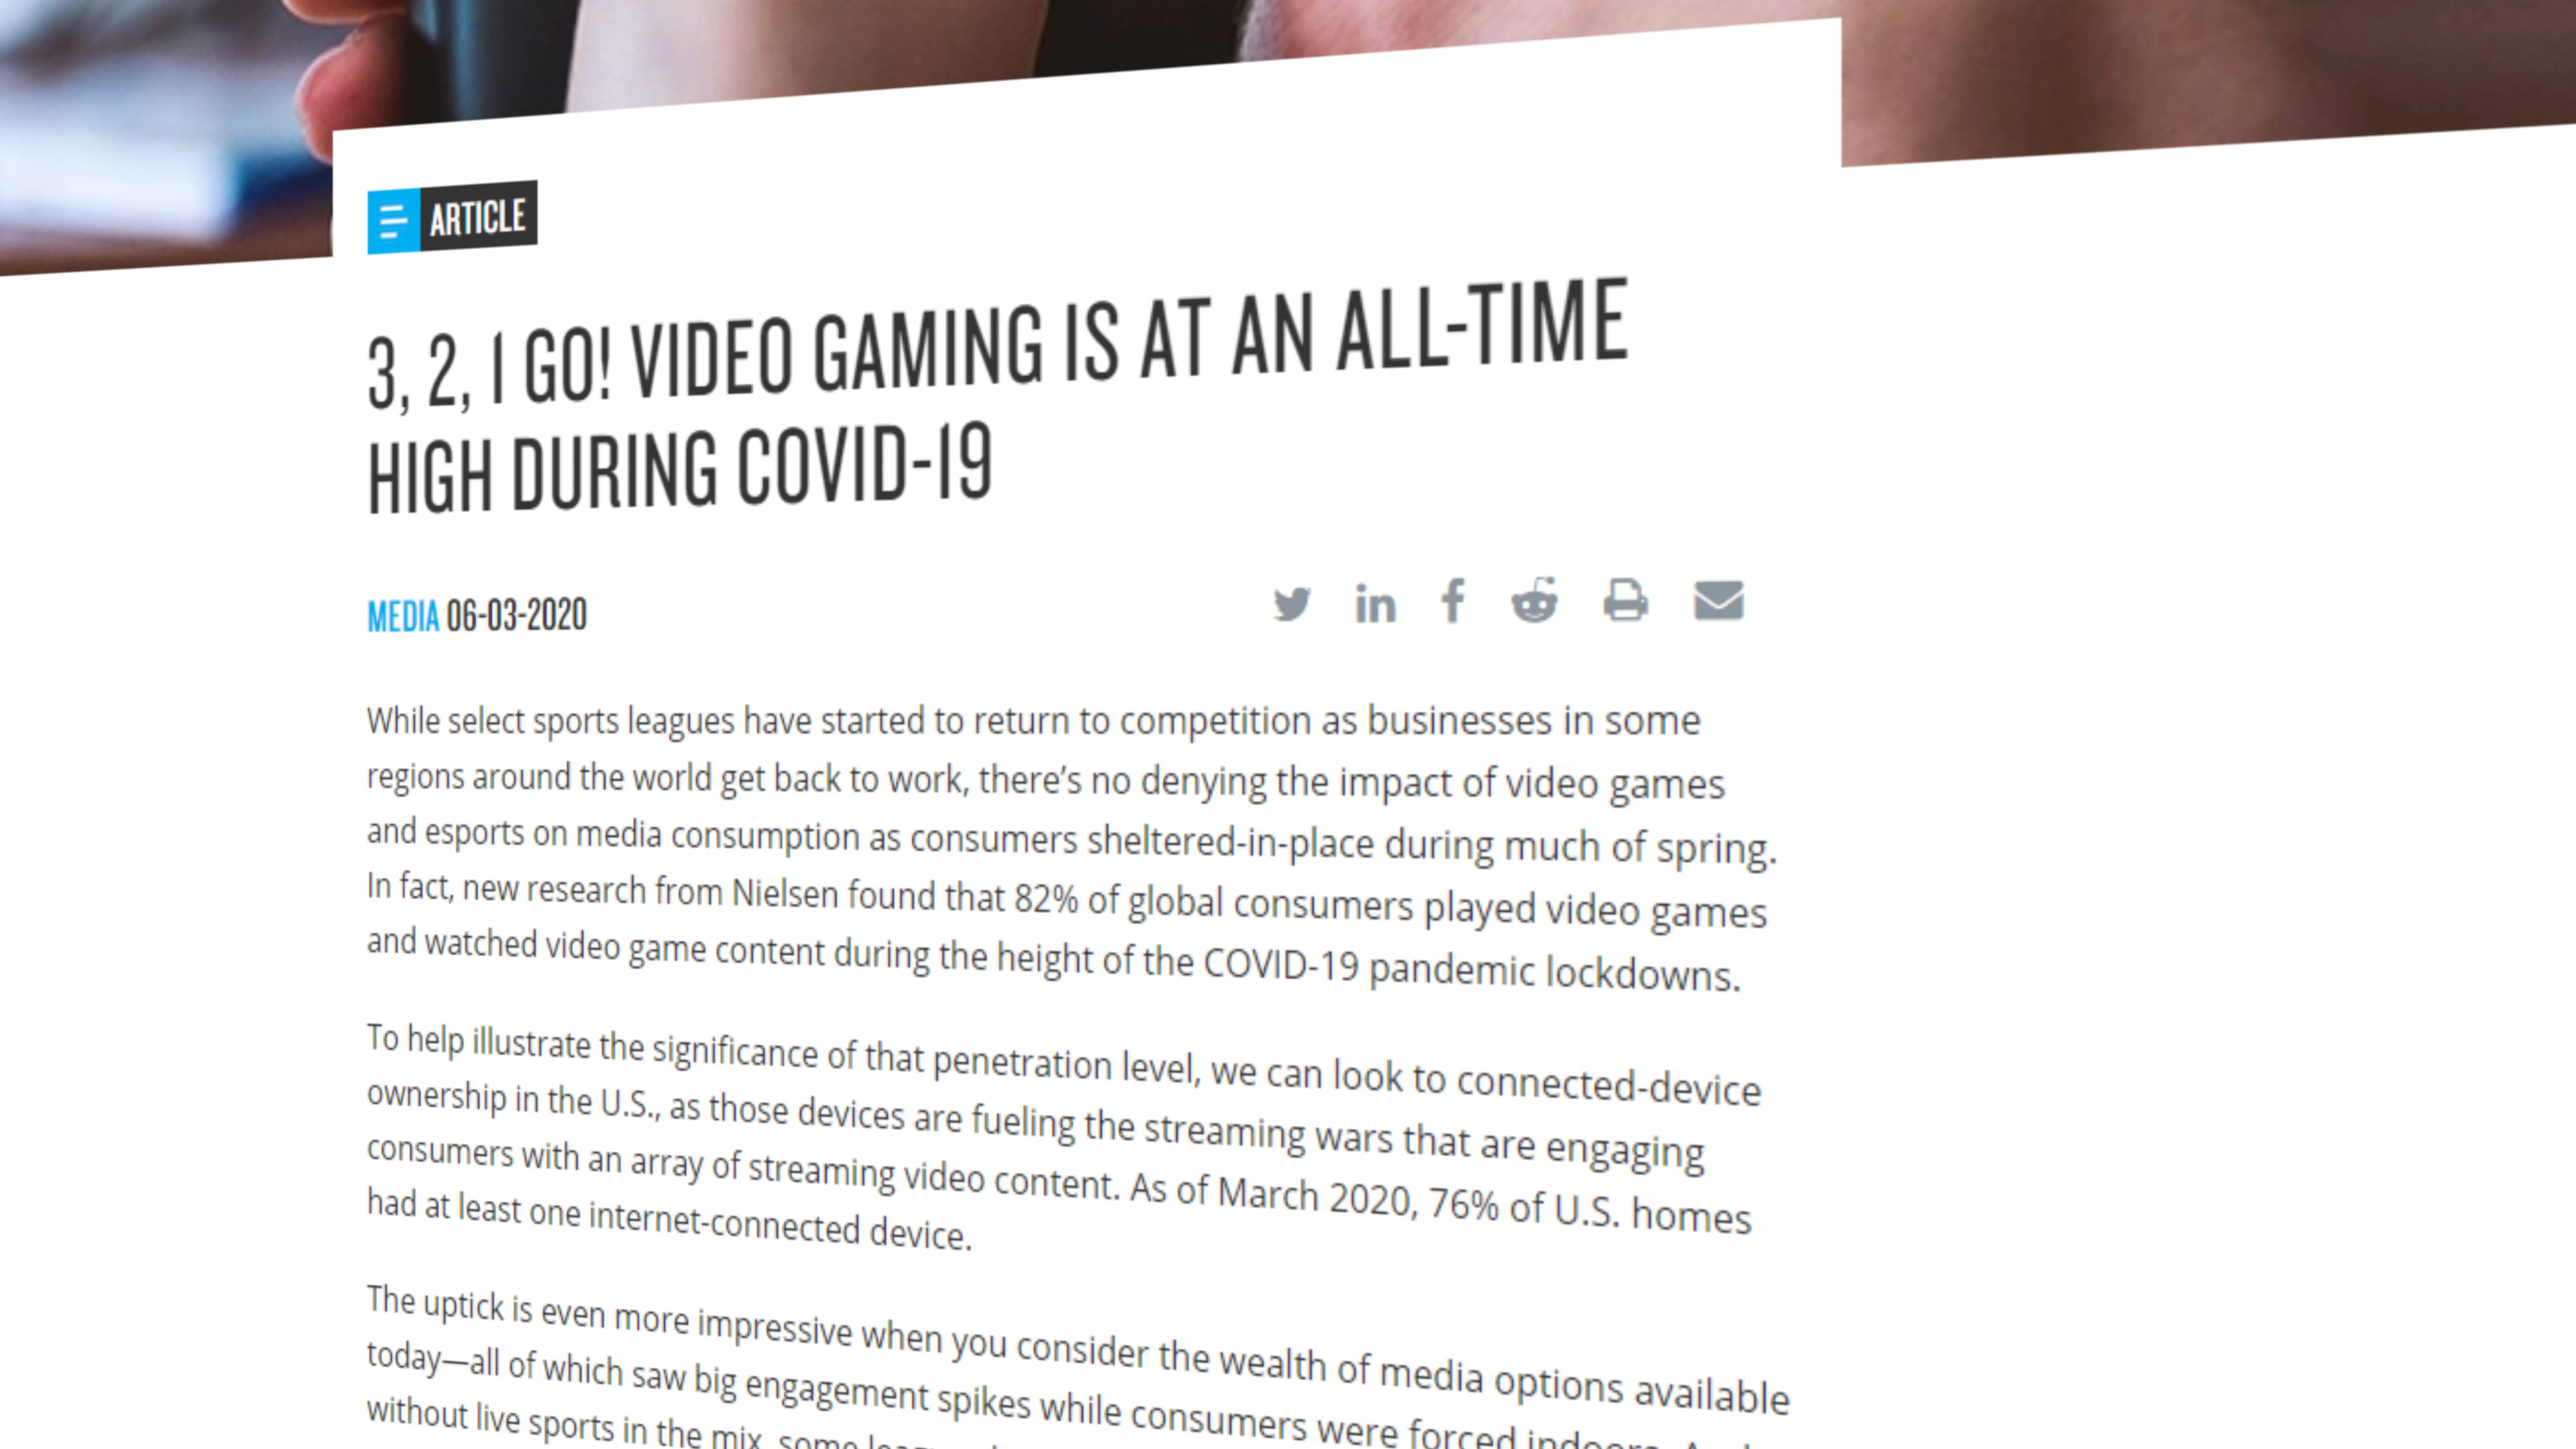 ARTICLE
3, 2, 1 GO! VIDEO GAMING IS AT AN ALL-TIME
HIGH DURING COVID-19
MEDIA 06-03-2020
While select sports leagues have started to return to competition as businesses in some
regions around the world get back to work, there’s no denying the impact of video games
and esports on media consumption as consumers sheltered-in-place during much of spring.
In fact, new research from Nielsen found that 82% of global consumers played video games
and watched video game content during the height of the COVID-19 pandemic lockdowns.
To help illustrate the significance of that penetration level, we can look to connected-device
ownership in the U.S., as those devices are fueling the streaming wars that are engaging
consumers with an array of streaming video content. As of March 2020, 76% of U.S. homes
had at least one internet-connected device.
The uptick is even more impressive when you consider the wealth of media options available
today—all of which saw big engagement spikes while consumers were forced indoors.
without live sports in the mix, some